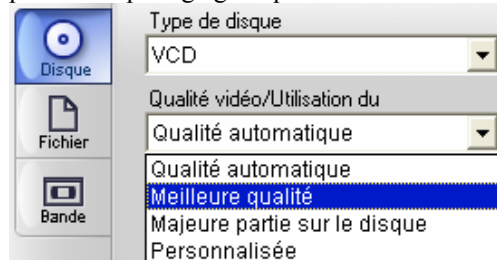 Type de disque
VCD
Disque
Qualité vidéo/Utilisation du
Fichier
Qualité automatique
Qualité automatique
Meilleure qualité
Bande
Majeure partie sur le disque
Personnalisée